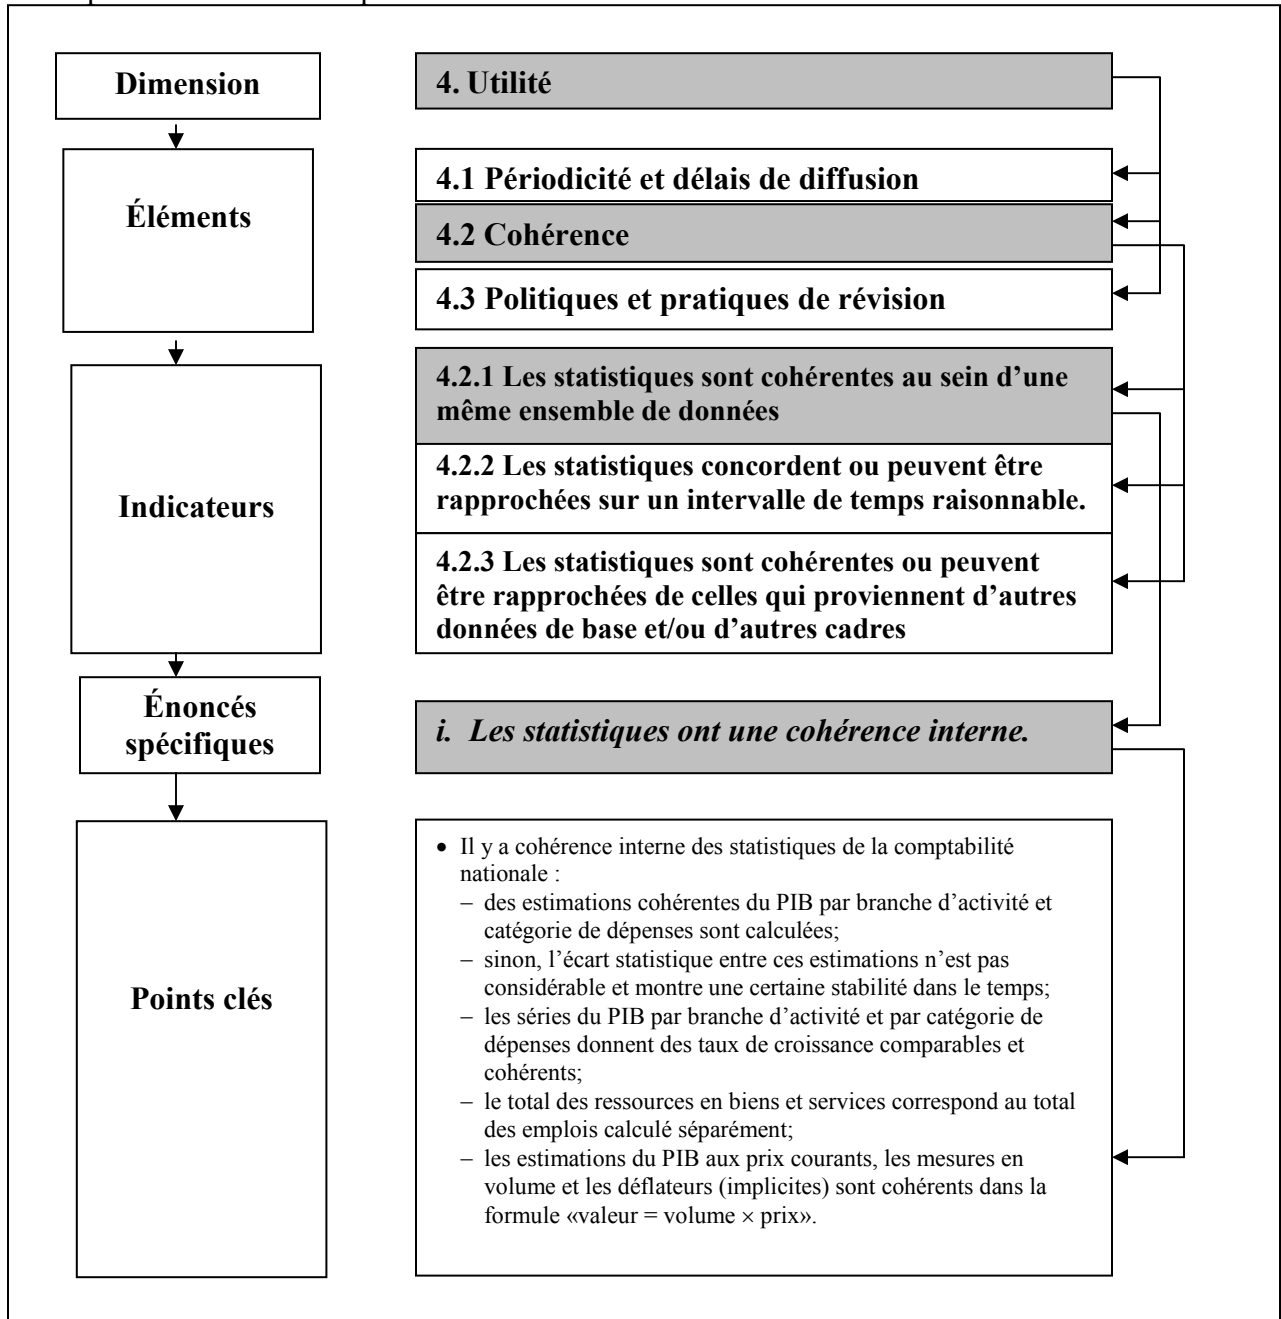 Dimension
4. Utilité
Éléments
4.1 Périodicité et délais de diffusion
4.2 Cohérence
4.3 Politiques et pratiques de révision
Indicateurs
4.2.1 Les statistiques sont cohérentes au sein d’une
même ensemble de données
4.2.2 Les statistiques concordent ou peuvent être
rapprochées sur un intervalle de temps raisonnable.
4.2.3 Les statistiques sont cohérentes ou peuvent
être rapprochées de celles qui proviennent d’autres
données de base et/ou d’autres cadres
Énoncés
spécifiques
i. Les statistiques ont une cohérence interne.
Points clés
• Il y a cohérence interne des statistiques de la comptabilité
nationale :
– des estimations cohérentes du PIB par branche d’activité et
catégorie de dépenses sont calculées;
– sinon, l’écart statistique entre ces estimations n’est pas
considérable et montre une certaine stabilité dans le temps;
– les séries du PIB par branche d’activité et par catégorie de
dépenses donnent des taux de croissance comparables et
cohérents;
– le total des ressources en biens et services correspond au total
des emplois calculé séparément;
– les estimations du PIB aux prix courants, les mesures en
volume et les déflateurs (implicites) sont cohérents dans la
formule «valeur = volume × prix».